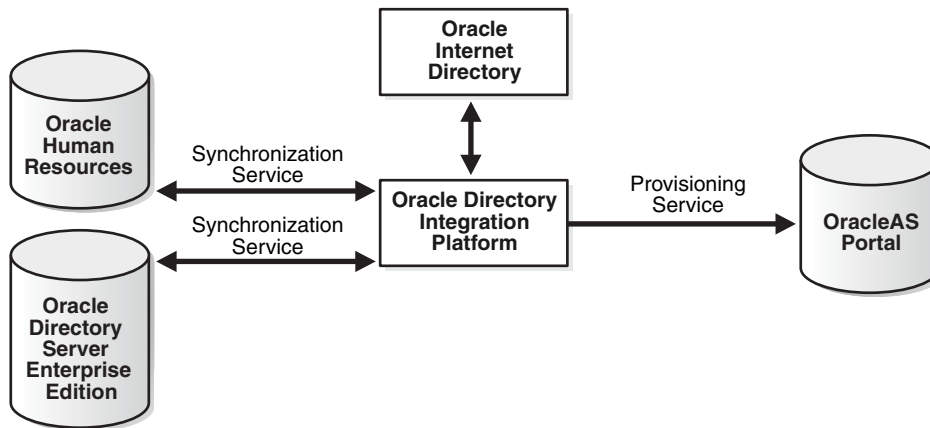 Oracle
Internet
Directory
Oracle
Human
Resources
Synchronization
Service
Oracle Directory
Integration
Platform
Provisioning
Service
OracleAS
Portal
Synchronization
Service
Oracle
Directory
Server
Enterprise
Edition